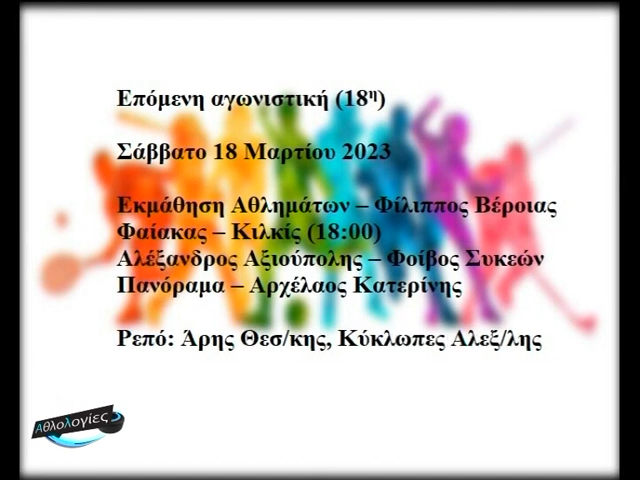 Επόμενη αγωνιστική (18η)
Σάββατο 18 Μαρτίου 2023
Εκμάθηση Αθλημάτων – Φίλιππος Βέροιας
Φαίακας – Κιλκίς (18:00)
Αλέξανδρος Αξιούπολης – Φοίβος Συκεών
Πανόραμα – Αρχέλαος Κατερίνης
Ρεπό: Άρης Θεσ/κης, Κύκλωπες Αλεξ/λης
Αθλολογίες